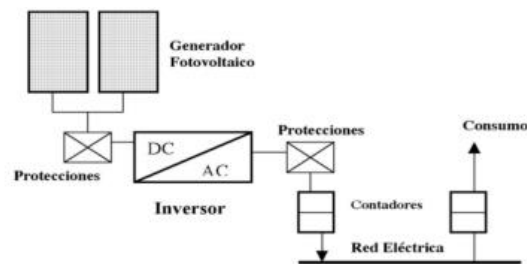 Generador
Fotovoltaico
Protecciones
DC
AC
Inversor
Protecciones
Contadores
Consumo
Red Eléctrica